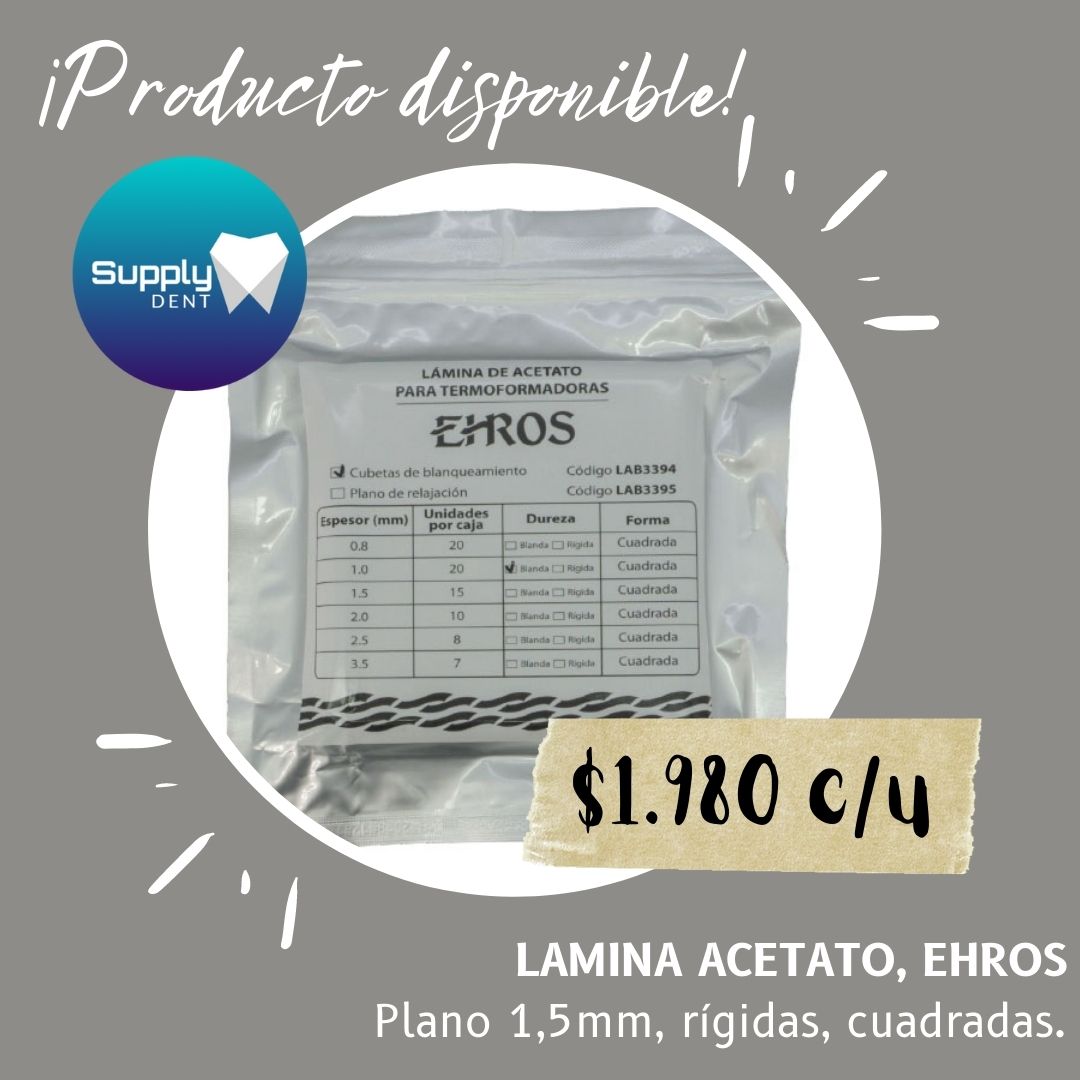 ¡Producto disponible!
Supply
DENT
LÁMINA DE ACETATO
PARA TERMOFORMADORAS
EHROS
Cubetas de blanqueamiento Código LAB3394
Plano de relajación Código LAB3395
Espesor (mm) Unidades por caja Dureza Forma
0.8 20 Blanda Rígida Cuadrada
1.0 20 Blanda Rígida Cuadrada
1.5 15 Blanda Rígida Cuadrada
2.0 10 Blanda Rígida Cuadrada
2.5 8 Blanda Rígida Cuadrada
3.5 7 Blanda Rígida Cuadrada
$1.980 c/u
LAMINA ACETATO, EHROS
Plano 1,5mm, rígidas, cuadradas.